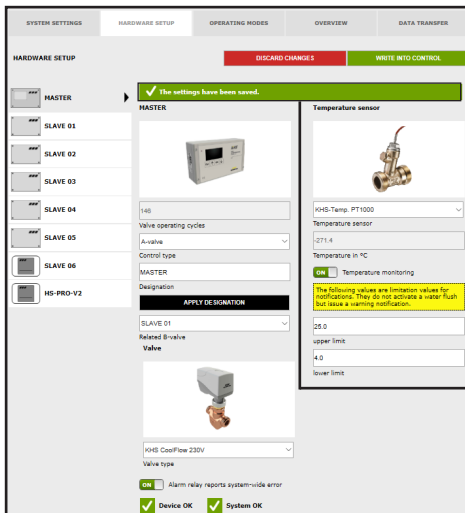 SYSTEM SETTINGS
HARDWARE SETUP
OPERATING MODES
OVERVIEW
DATA TRANSFER
HARDWARE SETUP
DISCARD CHANGES
WRITE INTO CONTROL
MASTER
SLAVE 01
SLAVE 02
SLAVE 03
SLAVE 04
SLAVE 05
SLAVE 06
HS-PRO-V2
The settings have been saved.
MASTER
146
Valve operating cycles
A-valve
Control type
MASTER
Designation
APPLY DESIGNATION
SLAVE 01
Related B-valve
Valve
KHS CoolFlow 230V
Valve type
ON Alarm relay reports system-wide error
Device OK
System OK
Temperature sensor
KHS-Temp. PT1000
Temperature sensor
-271.4
Temperature in °C
ON Temperature monitoring
The following values are limitation values for
notifications. They do not activate a water flush
but issue a warning notification.
25.0
upper limit
4.0
lower limit